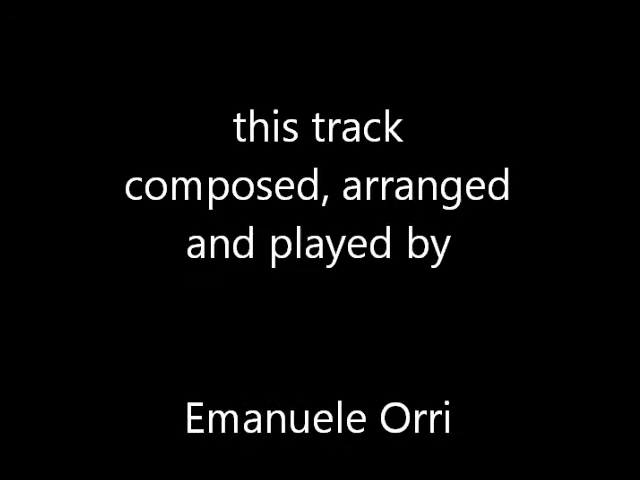 this track
composed, arranged
and played by
Emanuele Orri